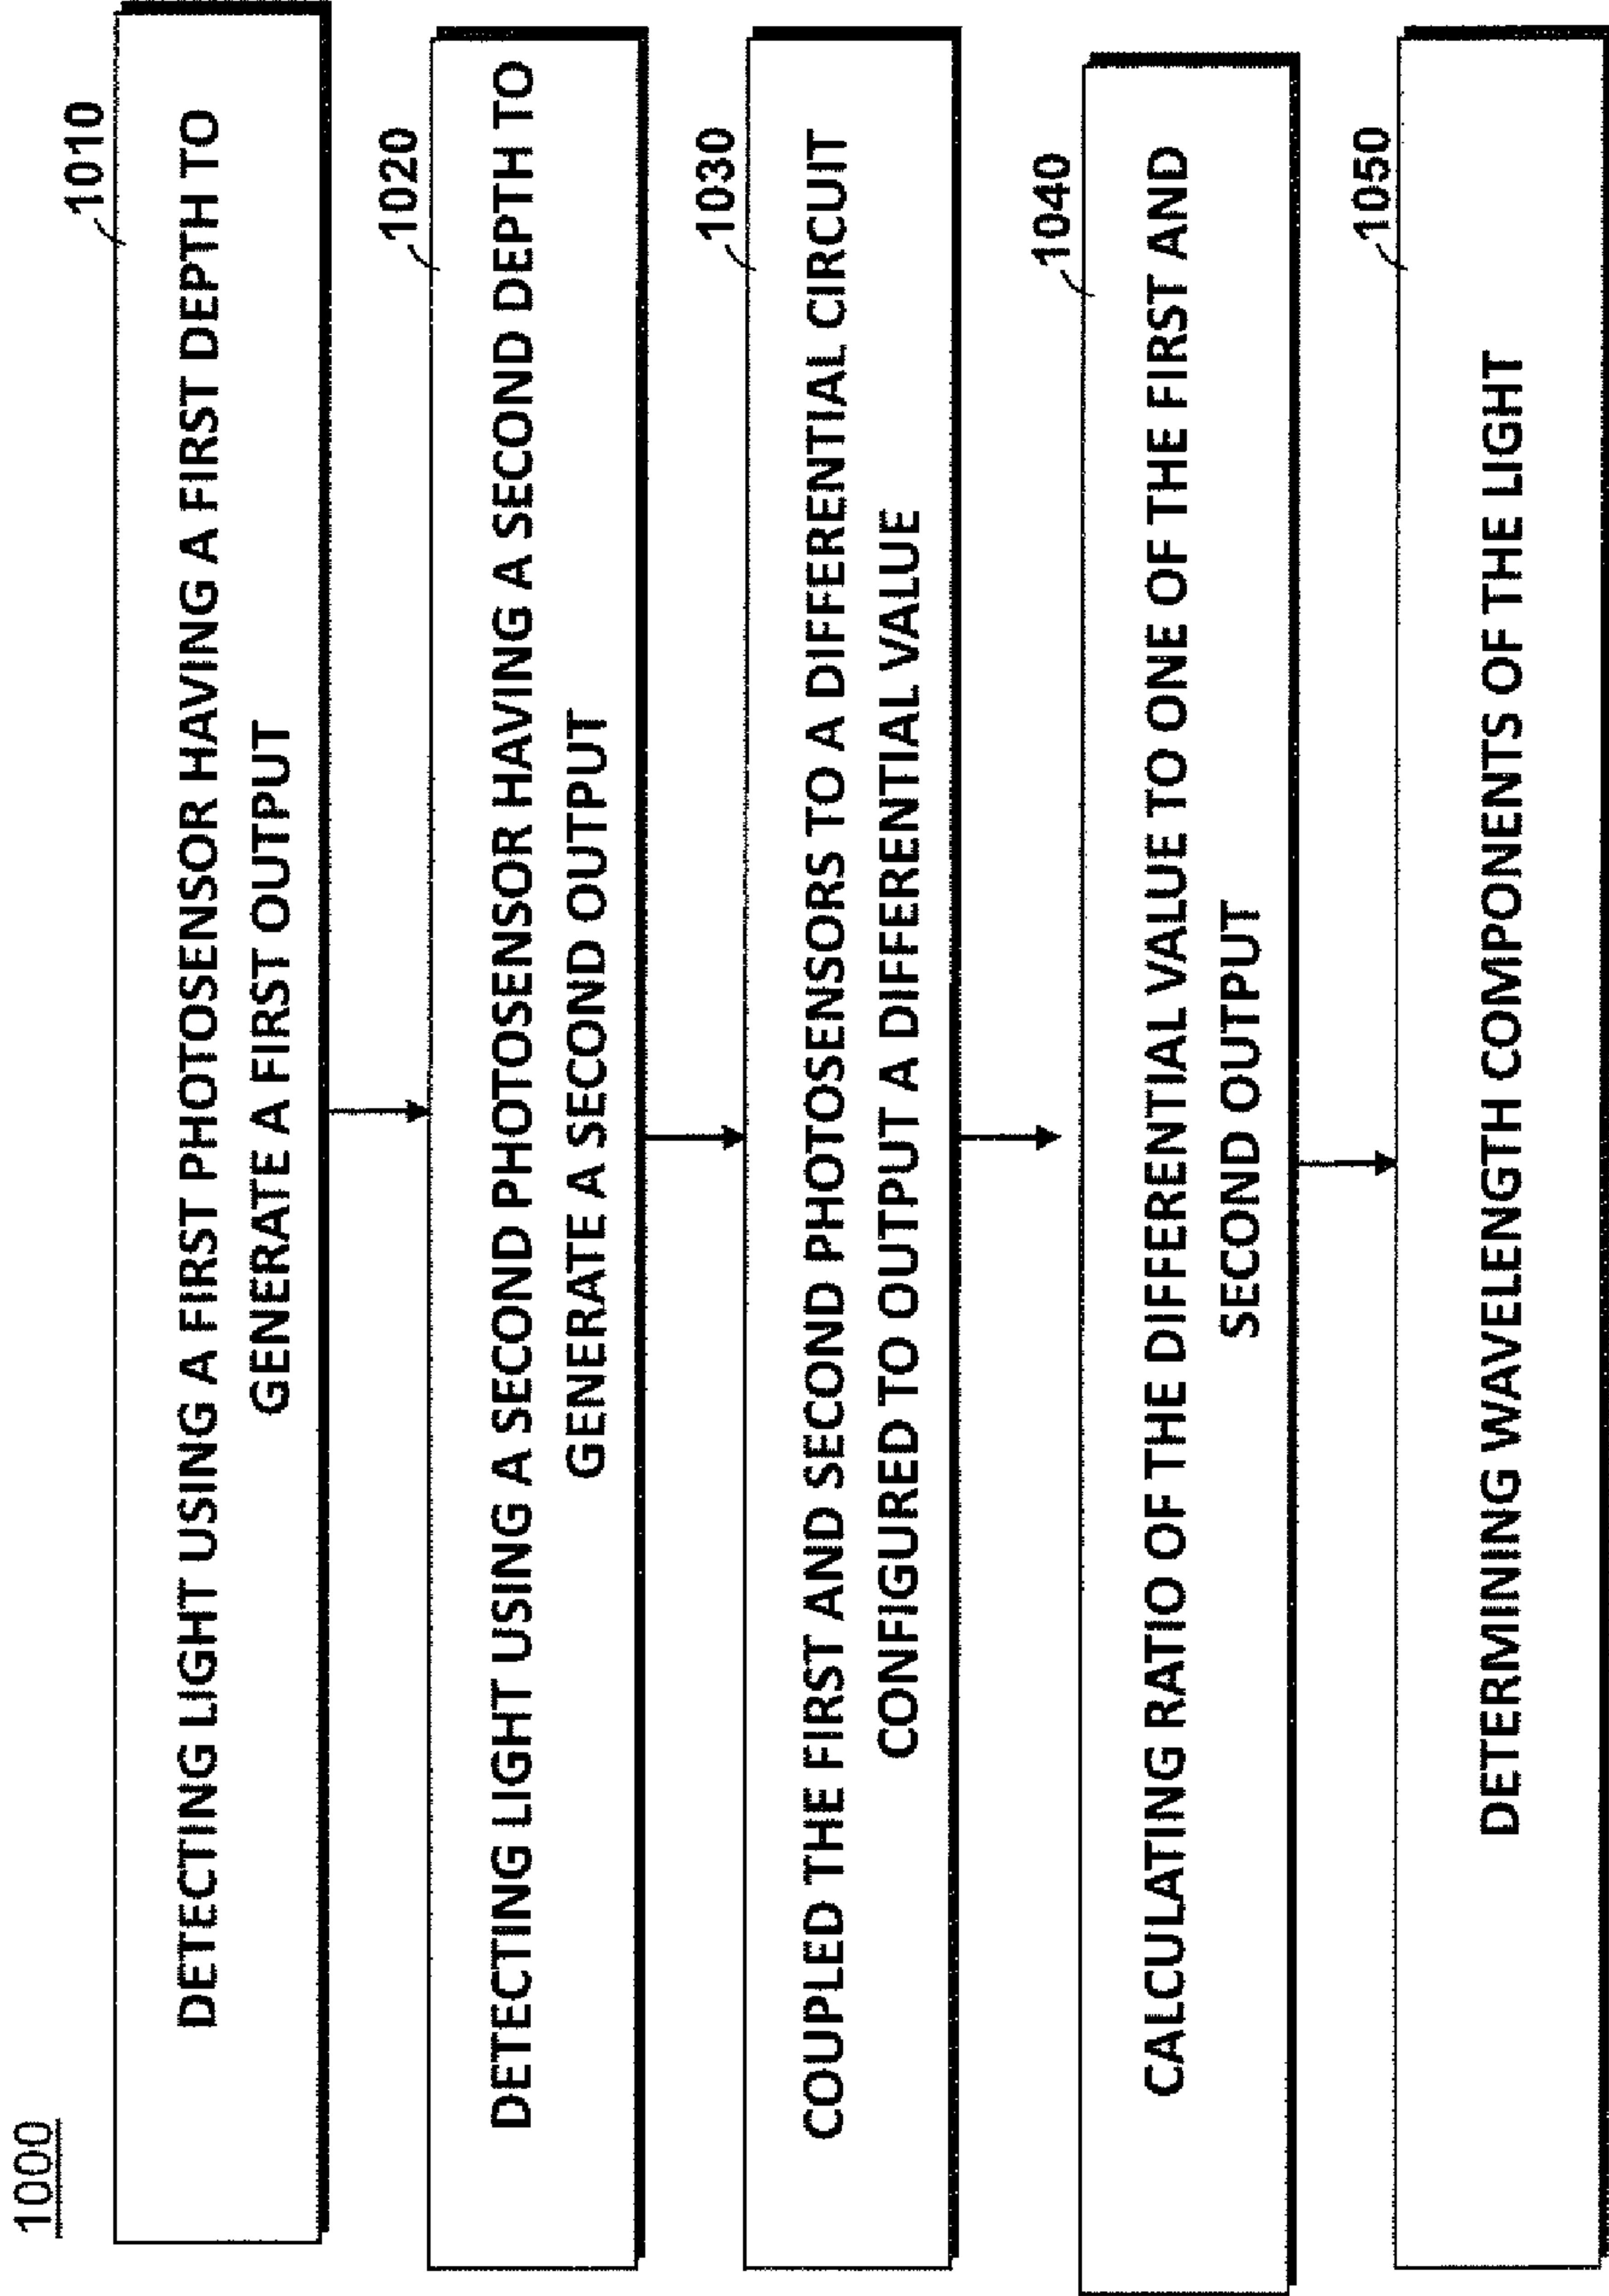 1000
1010
DETECTING LIGHT USING A FIRST PHOTOSENSOR HAVING A FIRST DEPTH TO
GENERATE A FIRST OUTPUT
1020
DETECTING LIGHT USING A SECOND PHOTOSENSOR HAVING A SECOND DEPTH TO
GENERATE A SECOND OUTPUT
1030
COUPLED THE FIRST AND SECOND PHOTOSENSORS TO A DIFFERENTIAL CIRCUIT
CONFIGURED TO OUTPUT A DIFFERENTIAL VALUE
1040
CALCULATING RATIO OF THE DIFFERENTIAL VALUE TO ONE OF THE FIRST AND
SECOND OUTPUT
1050
DETERMINING WAVELENGTH COMPONENTS OF THE LIGHT